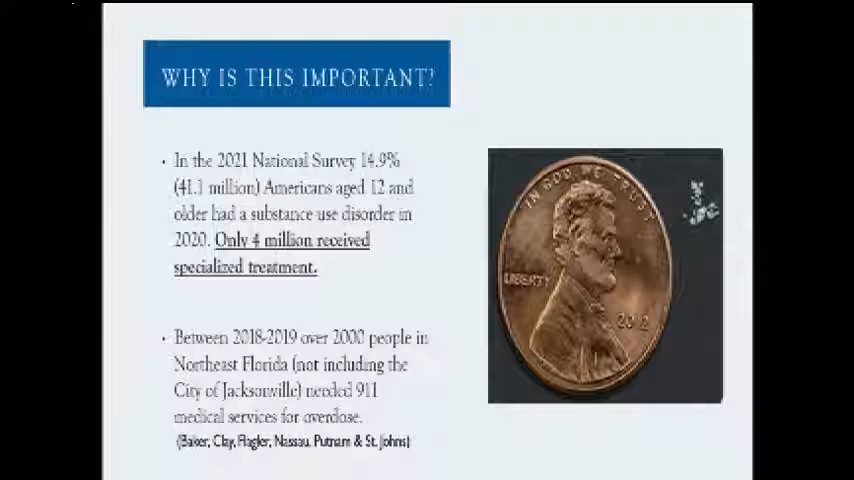 WHY IS THIS IMPORTANT?
• In the 2021 National Survey 14.9%
(41.1 million) Americans aged 12 and
older had a substance use disorder in
2020. Only 4 million received
specialized treatment.
• Between 2018-2019 over 2000 people in
Northeast Florida (not including the
City of Jacksonville) needed 911
medical services for overdose.
(Baker, Clay, Flagler, Nassau, Putnam & St. Johns)
IN GOD WE TRUST
LIBERTY
2012